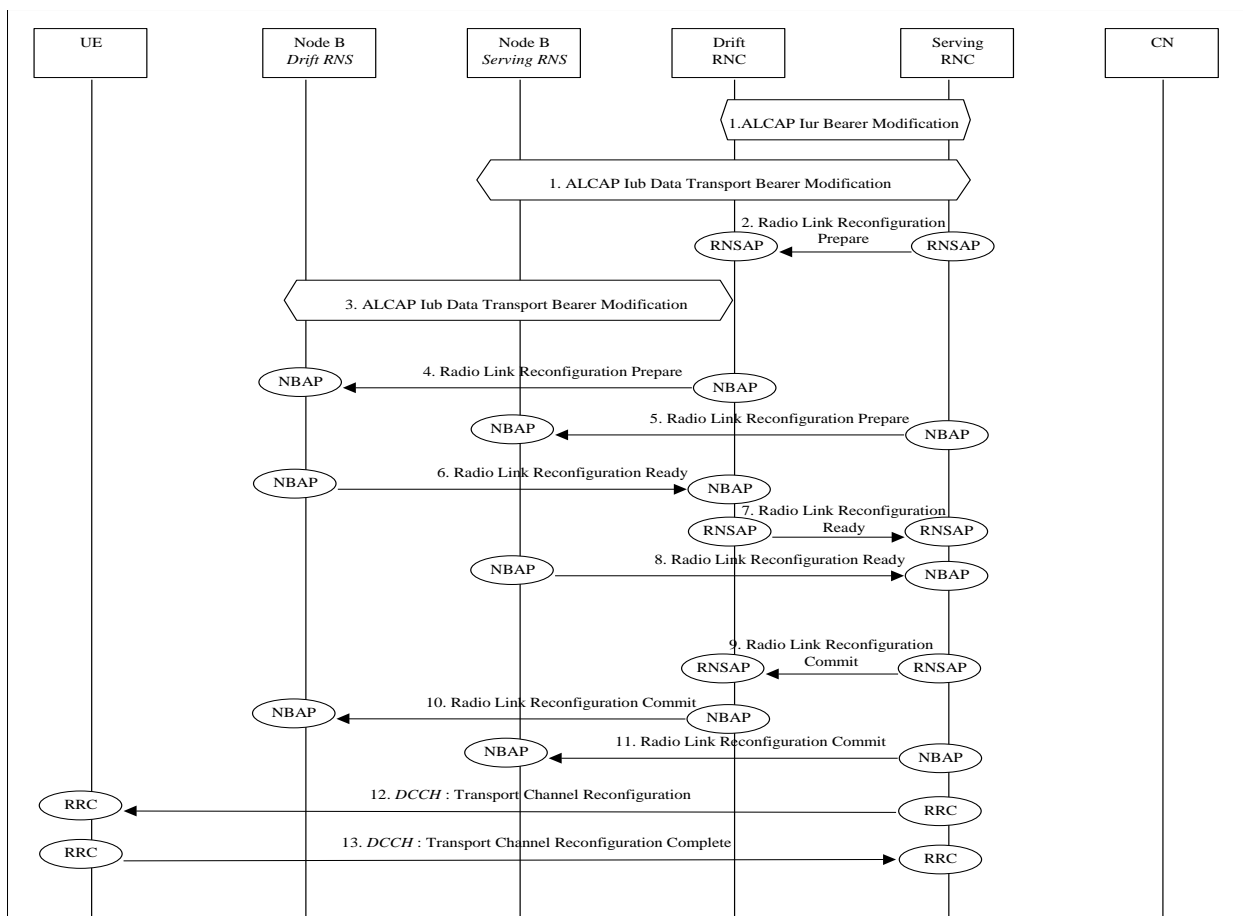 UE
Node B
Drift RNS
Node B
Serving RNS
Drift
RNC
Serving
RNC
CN
1.ALCAP Iur Bearer Modification
1. ALCAP Iub Data Transport Bearer Modification
2. Radio Link Reconfiguration
Prepare
RNSAP
RNSAP
3. ALCAP Iub Data Transport Bearer Modification
4. Radio Link Reconfiguration Prepare
NBAP
NBAP
5. Radio Link Reconfiguration Prepare
NBAP
NBAP
6. Radio Link Reconfiguration Ready
NBAP
NBAP
7. Radio Link Reconfiguration
Ready
RNSAP
RNSAP
8. Radio Link Reconfiguration Ready
NBAP
NBAP
9. Radio Link Reconfiguration
Commit
RNSAP
RNSAP
10. Radio Link Reconfiguration Commit
NBAP
NBAP
11. Radio Link Reconfiguration Commit
NBAP
NBAP
12. DCCH : Transport Channel Reconfiguration
RRC
RRC
13. DCCH : Transport Channel Reconfiguration Complete
RRC
RRC